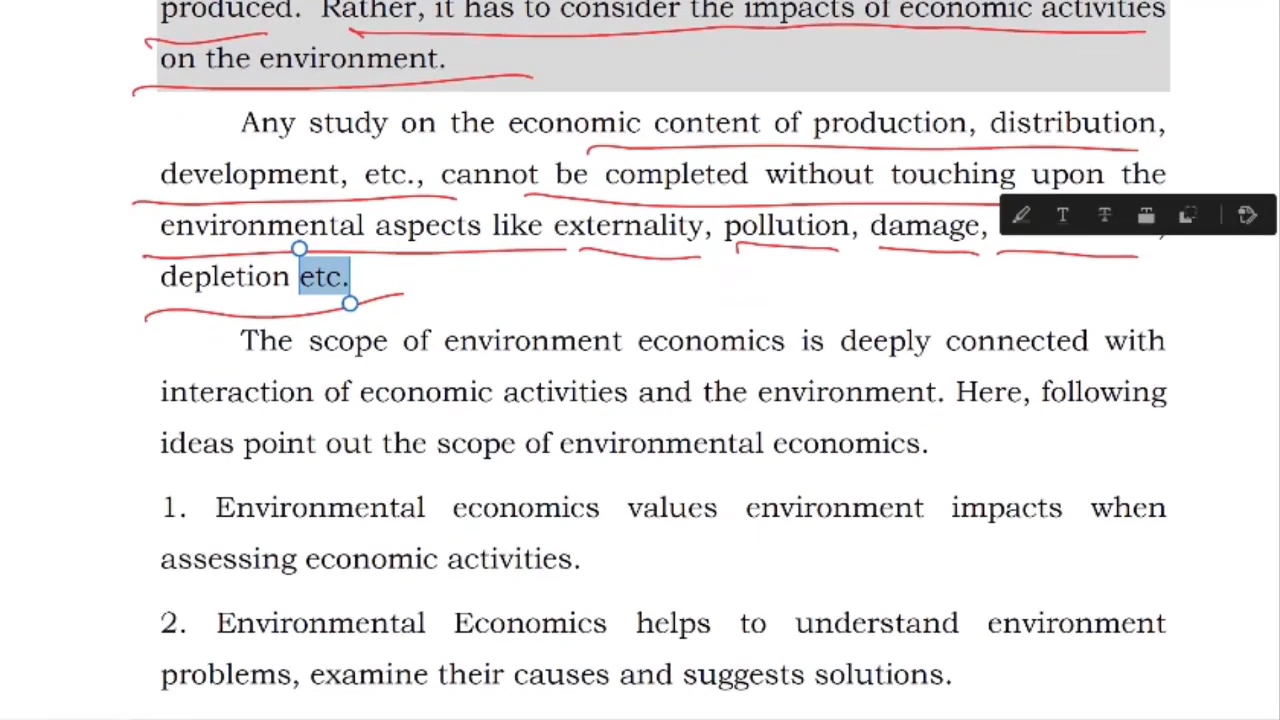 produced. Rather, it has to consider the impacts of economic activities
on the environment.
Any study on the economic content of production, distribution,
development, etc., cannot be completed without touching upon the
environmental aspects like externality, pollution, damage,
depletion etc.
The scope of environment economics is deeply connected with
interaction of economic activities and the environment. Here, following
ideas point out the scope of environmental economics.
1. Environmental economics values environment impacts when
assessing economic activities.
2. Environmental Economics helps to understand environment
problems, examine their causes and suggests solutions.